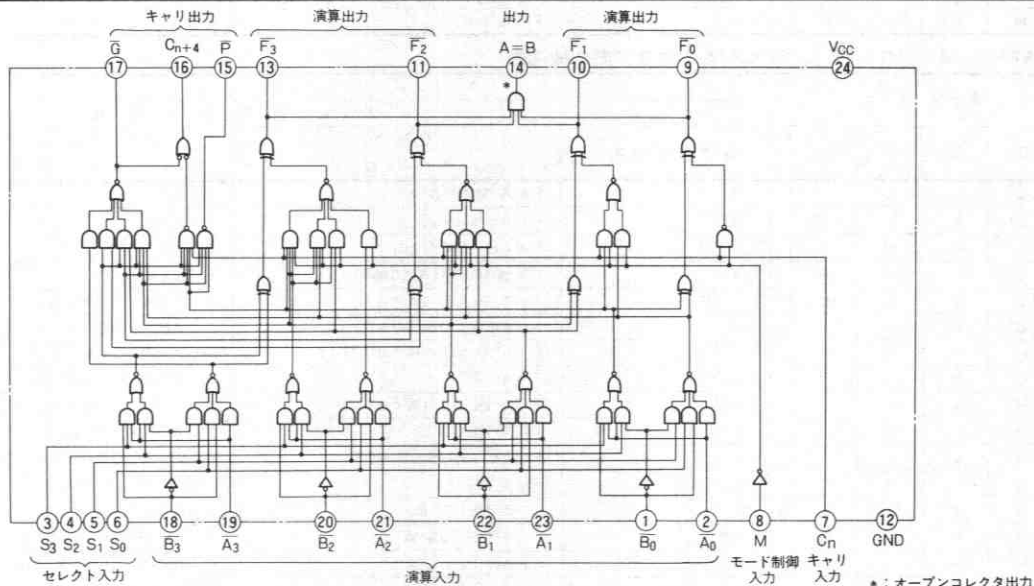 キャリ出力 演算出力 出力 演算出力
G Cn+4 P F3 F2 A=B F1 F0 VCC
17 16 15 13 11 14 10 9 24
*
3 4 5 6 18 19 20 21 22 23 1 2 8 7 12
S3 S2 S1 S0 B3 A3 B2 A2 B1 A1 B0 A0 M Cn GND
セレクト入力 演算入力 モード制御入力 キャリ入力
*:オープンコレクタ出力